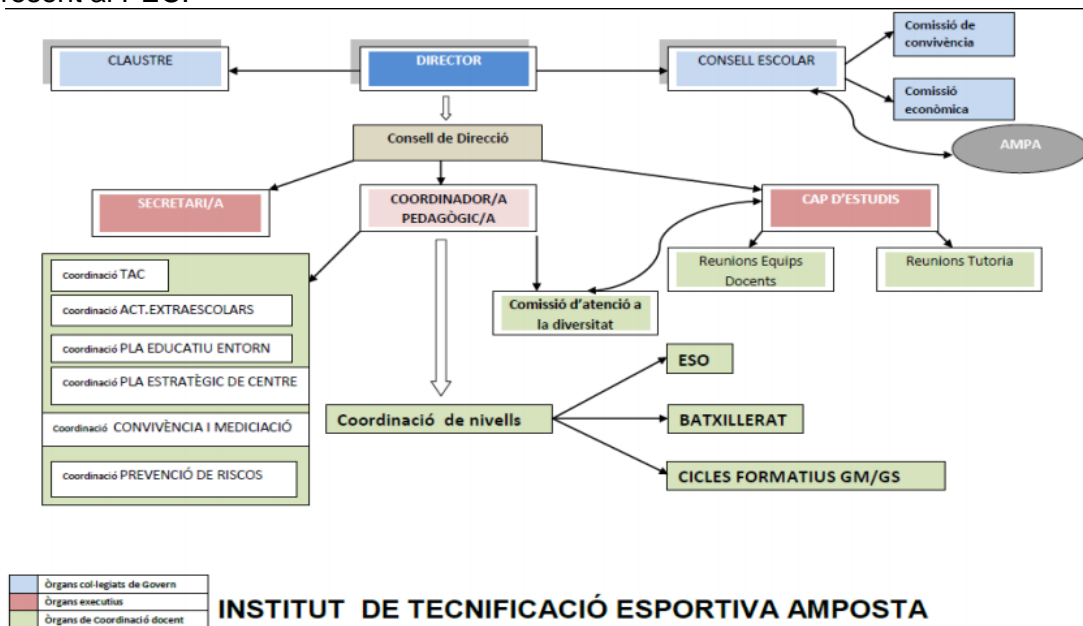 CLAUSTRE
DIRECTOR
CONSELL ESCOLAR
Comissió de
convivència
Comissió
econòmica
AMPA
Consell de Direcció
SECRETARI/A
COORDINADOR/A
PEDAGÒGIC/A
CAP D'ESTUDIS
Reunions Equips
Docents
Reunions Tutoria
Coordinació TAC
Coordinació ACT.EXTRAESCOLARS
Coordinació PLA EDUCATIU ENTORN
Coordinació PLA ESTRATÈGIC DE CENTRE
Coordinació CONVIVÈNCIA I MEDICIACIÓ
Coordinació PREVENCIÓ DE RISCOS
Comissió d'atenció a
la diversitat
Coordinació de nivells
ESO
BATXILLERAT
CICLES FORMATIUS GM/GS
Òrgans col·legiats de Govern
Òrgans executius
Òrgans de Coordinació docent
INSTITUT DE TECNIFICACIÓ ESPORTIVA AMPOSTA